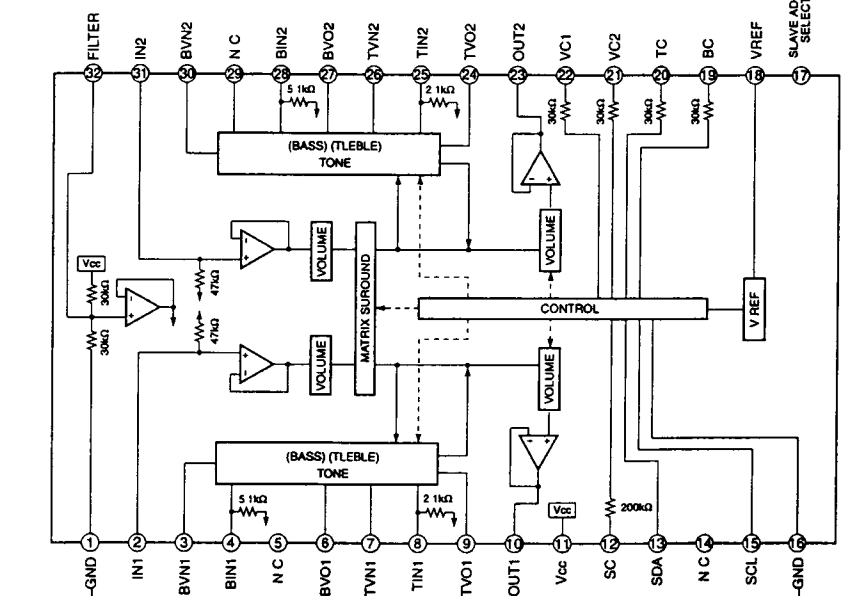 FILTER
IN2
BVN2
N C
BIN2
BVO2
TVN2
TIN2
TVO2
OUT2
VC1
VC2
TC
BC
VREF
SLAVE AD
SELECT
32
31
30
29
28
27
26
25
24
23
22
21
20
19
18
17
5 1kΩ
2 1kΩ
30kΩ
30kΩ
30kΩ
30kΩ
(BASS) (TLEBLE)
TONE
- +
VOLUME
- +
VOLUME
MATRIX SUROUND
47kΩ
Vcc
30kΩ
- +
CONTROL
V REF
47kΩ
30kΩ
+ -
VOLUME
VOLUME
- +
(BASS) (TLEBLE)
TONE
5 1kΩ
2 1kΩ
Vcc
200kΩ
1
2
3
4
5
6
7
8
9
10
11
12
13
14
15
16
GND
IN1
BVN1
BIN1
N C
BVO1
TVN1
TIN1
TVO1
OUT1
Vcc
SC
SDA
N C
SCL
GND